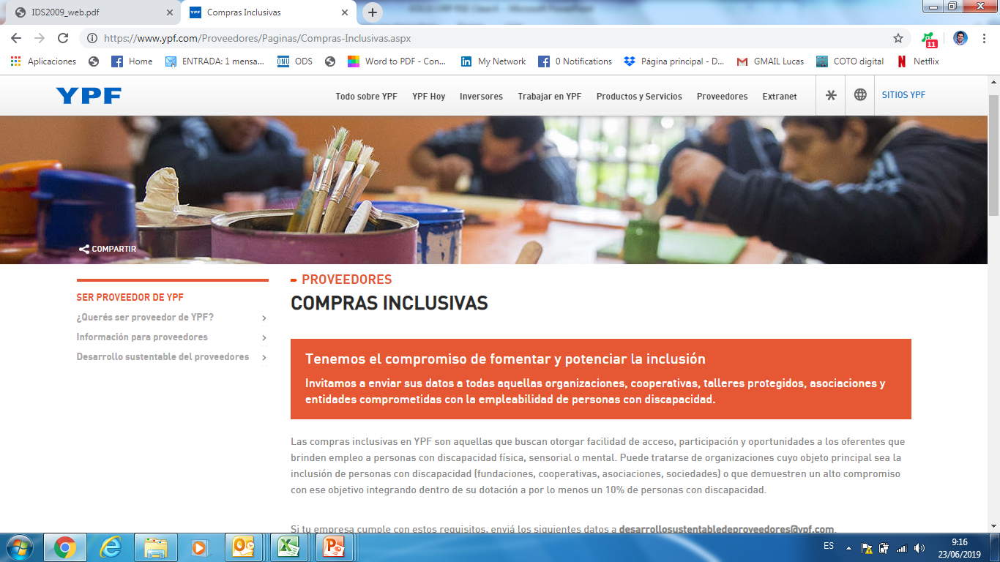 IDS2009_web.pdf
Compras Inclusivas
https://www.ypf.com/Proveedores/Paginas/Compras-Inclusivas.aspx
11
Aplicaciones
Home
ENTRADA: 1 mensa...
ONU ODS
Word to PDF - Con...
My Network
0 Notifications
Página principal - D...
GMAIL Lucas
COTO digital
Netflix
YPF
Todo sobre YPF
YPF Hoy
Inversores
Trabajar en YPF
Productos y Servicios
Proveedores
Extranet
SITIOS YPF
COMPARTIR
SER PROVEEDOR DE YPF
¿Querés ser proveedor de YPF?
Información para proveedores
Desarrollo sustentable del proveedores
PROVEEDORES
COMPRAS INCLUSIVAS
Tenemos el compromiso de fomentar y potenciar la inclusión
Invitamos a enviar sus datos a todas aquellas organizaciones, cooperativas, talleres protegidos, asociaciones y
entidades comprometidas con la empleabilidad de personas con discapacidad.
Las compras inclusivas en YPF son aquellas que buscan otorgar facilidad de acceso, participación y oportunidades a los oferentes que
brinden empleo a personas con discapacidad física, sensorial o mental. Puede tratarse de organizaciones cuyo objeto principal sea la
inclusión de personas con discapacidad (fundaciones, cooperativas, asociaciones, sociedades) o que demuestren un alto compromiso
con ese objetivo integrando dentro de su dotación a por lo menos un 10% de personas con discapacidad.
Si tu empresa cumple con estos requisitos, enviá los siguientes datos a desarrollosustentabledeproveedores@ypf.com.
ES
9:16
23/06/2019